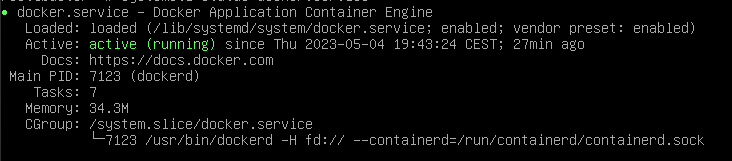 ● docker.service - Docker Application Container Engine
Loaded: loaded (/lib/systemd/system/docker.service; enabled; vendor preset: enabled)
Active: active (running) since Thu 2023-05-04 19:43:24 CEST; 27min ago
Docs: https://docs.docker.com
Main PID: 7123 (dockerd)
Tasks: 7
Memory: 34.3M
CGroup: /system.slice/docker.service
└─7123 /usr/bin/dockerd -H fd:// --containerd=/run/containerd/containerd.sock